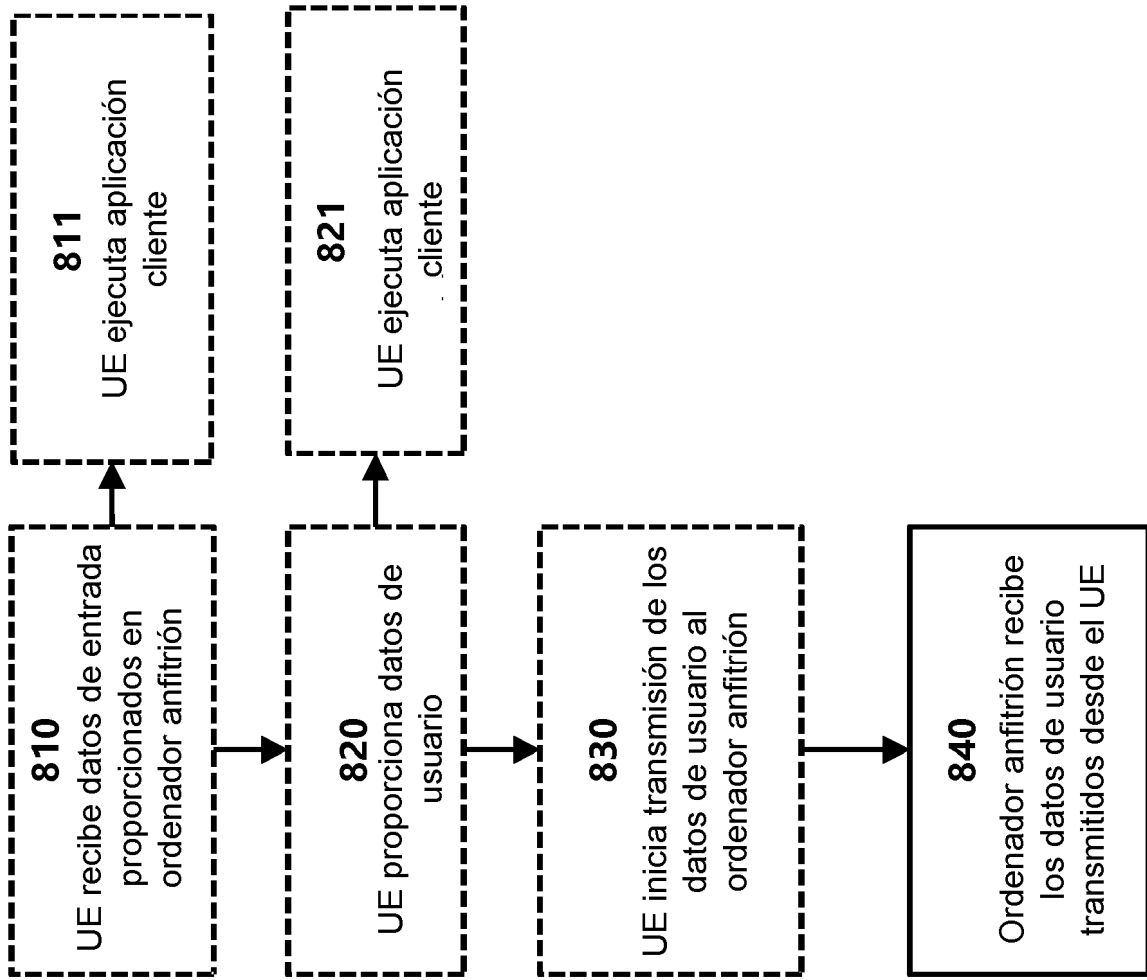 810
UE recibe datos de entrada
proporcionados en
ordenador anfitrión
811
UE ejecuta aplicación
cliente
820
UE proporciona datos de
usuario
821
UE ejecuta aplicación
cliente
830
UE inicia transmisión de los
datos de usuario al
ordenador anfitrión
840
Ordenador anfitrión recibe
los datos de usuario
transmitidos desde el UE